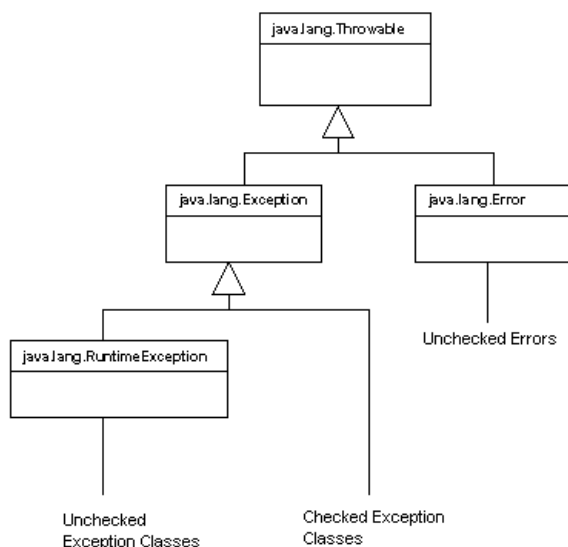 java.lang.Throwable
java.lang.Exception
java.lang.Error
Unchecked Errors
java.lang.RuntimeException
Unchecked
Exception Classes
Checked Exception
Classes